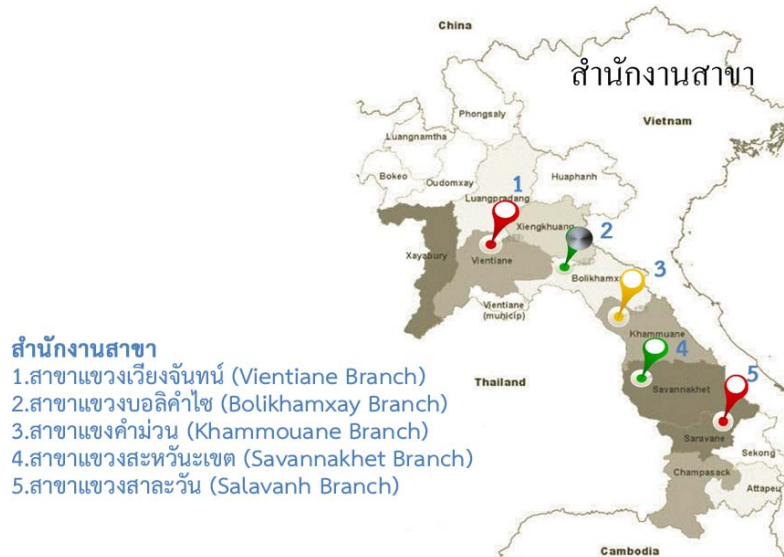 China
สำนักงานสาขา
Phongsaly
Vietnam
Luangnamtha
Bokeo
Oudomxay
Huaphanh
1
Luangprabang
Xiengkhuang
2
Xayabury
Vientiane
3
Bolikhamx
Vientiane
(municip)
Khammuane
สำนักงานสาขา
4
1.สาขาแขวงเวียงจันทน์ (Vientiane Branch)
Thailand
5
2.สาขาแขวงบอลิคำไซ (Bolikhamxay Branch)
Savannakhet
3.สาขาแขงคำม่วน (Khammouane Branch)
4.สาขาแขวงสะหวันะเขต (Savannakhet Branch)
5.สาขาแขวงสาละวัน (Salavanh Branch)
Saravane
Sekong
Champasack
Attapeu
Cambodia